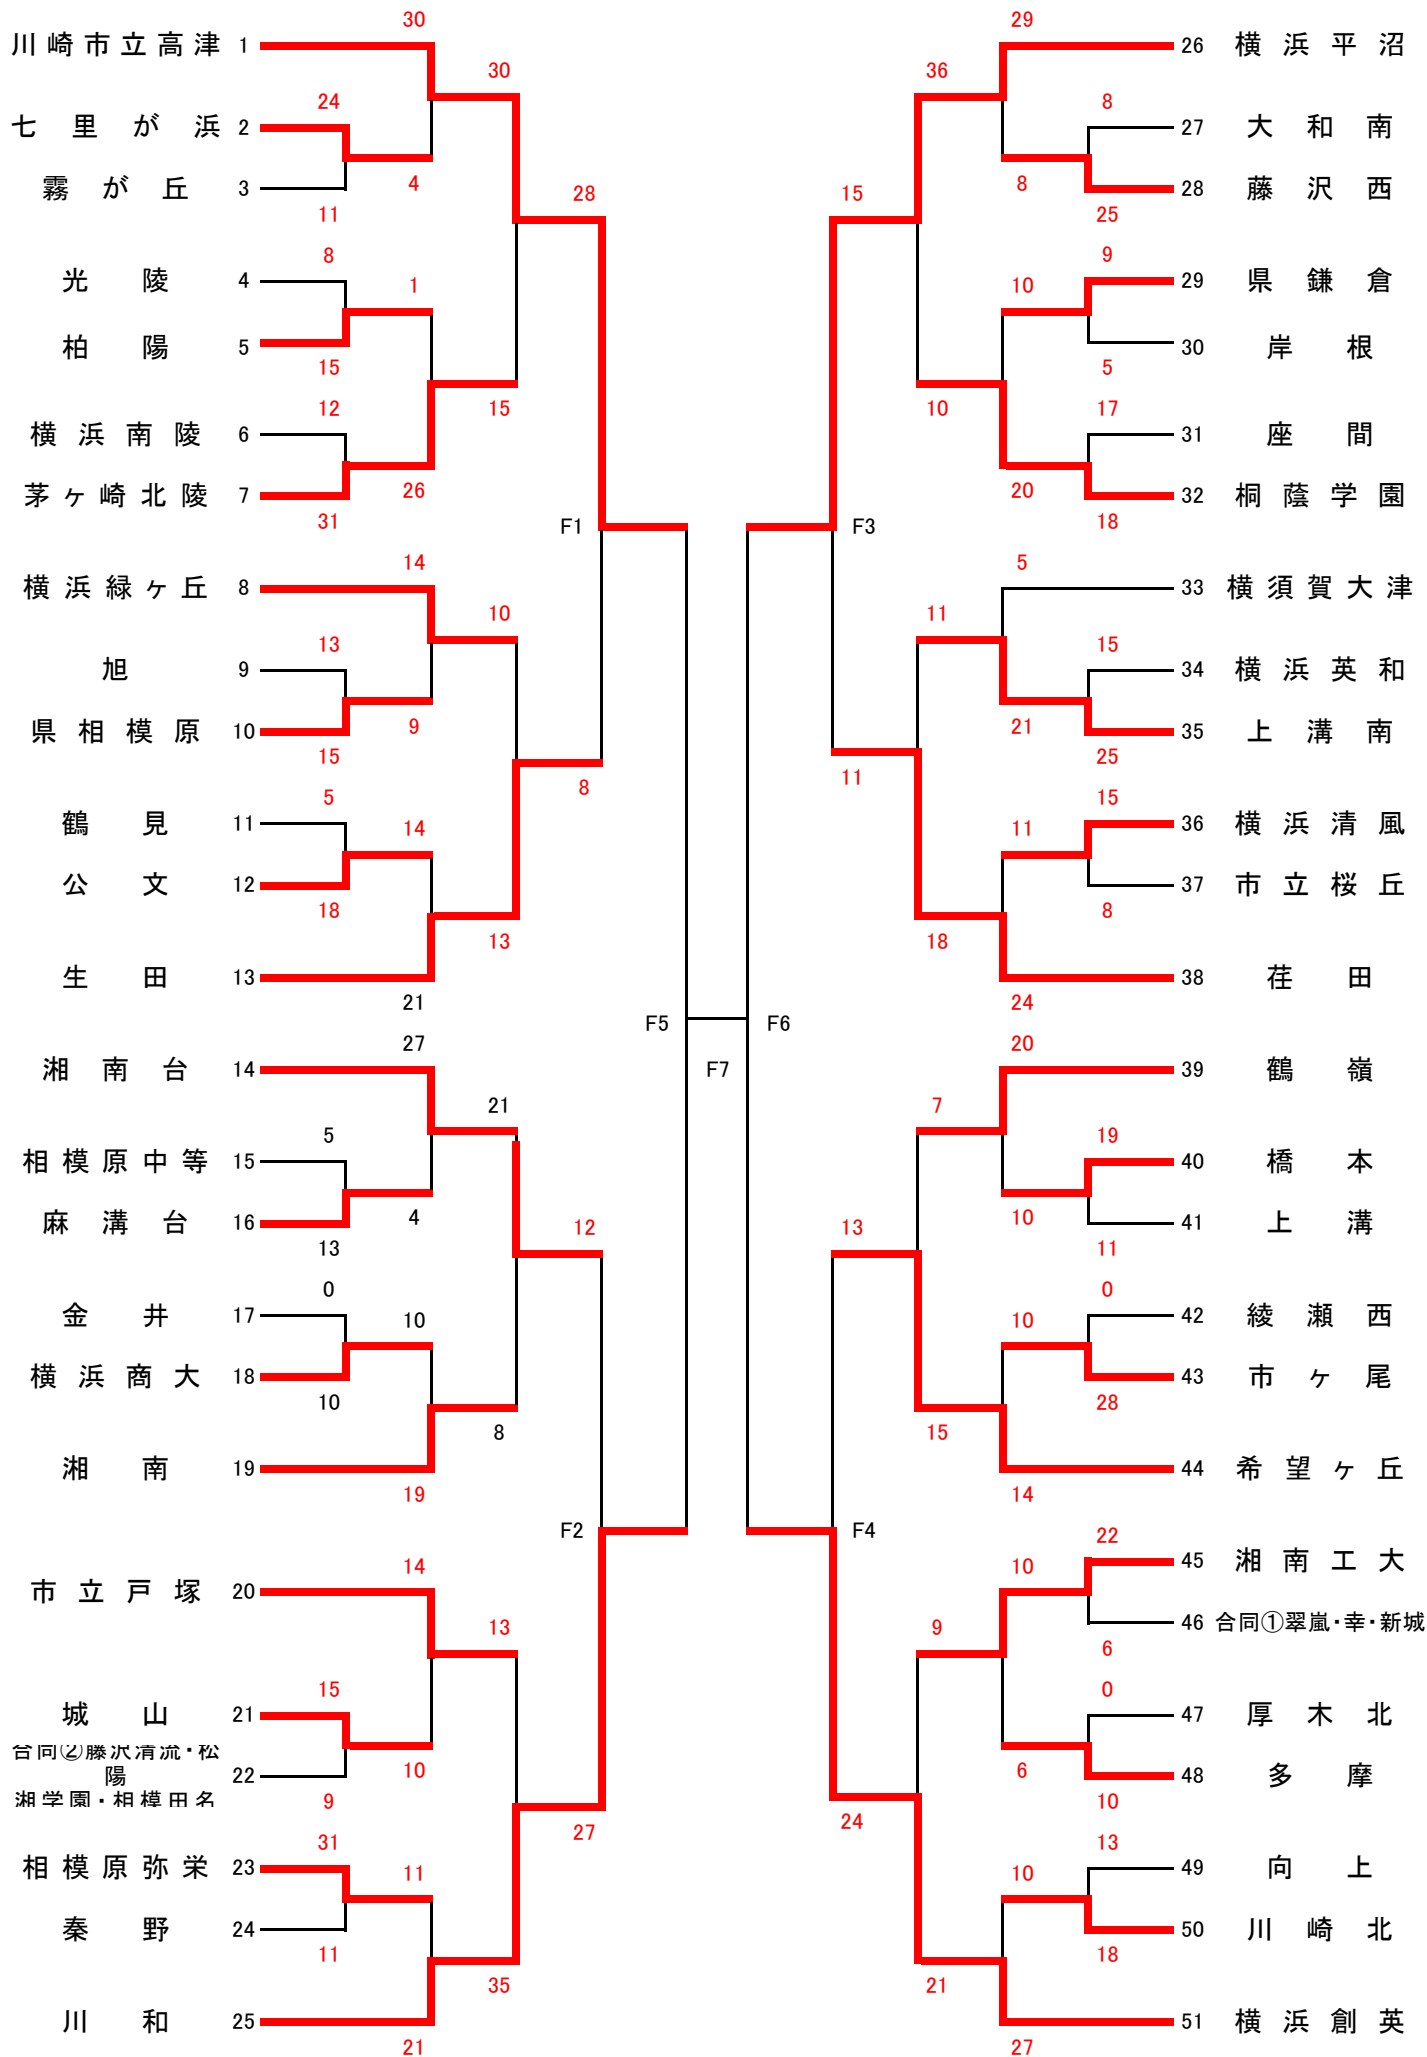 30
川崎市立高津 1
30
24
七里が浜 2
4
霧が丘 3
11
28
8
光陵 4
1
柏陽 5
15
15
12
横浜南陵 6
茅ヶ崎北陵 7
26
31
F1
14
横浜緑ヶ丘 8
10
13
旭 9
県相模原 10
9
15
8
5
鶴見 11
14
公文 12
18
13
生田 13
21
F5
27
湘南台 14
21
5
相模原中等 15
麻溝台 16
4
13
12
0
金井 17
10
横浜商大 18
10
8
湘南 19
19
F2
14
市立戸塚 20
13
15
城山 21
合同②藤沢清流・松
陽 22
湘学園・相模田名
10
9
27
31
相模原弥栄 23
11
秦野 24
11
35
川和 25
21
F7
29
26 横浜平沼
36
8
27 大和南
8
28 藤沢西
25
15
9
29 県鎌倉
10
30 岸根
5
10
17
31 座間
20
32 桐蔭学園
18
F3
5
33 横須賀大津
11
15
34 横浜英和
21
35 上溝南
25
11
15
36 横浜清風
11
37 市立桜丘
8
18
38 荏田
24
F6
20
39 鶴嶺
7
19
40 橋本
10
41 上溝
11
13
0
42 綾瀬西
10
43 市ヶ尾
28
15
44 希望ヶ丘
14
F4
22
45 湘南工大
10
46 合同①翠嵐・幸・新城
6
9
0
47 厚木北
6
48 多摩
10
24
13
49 向上
10
50 川崎北
18
21
51 横浜創英
27